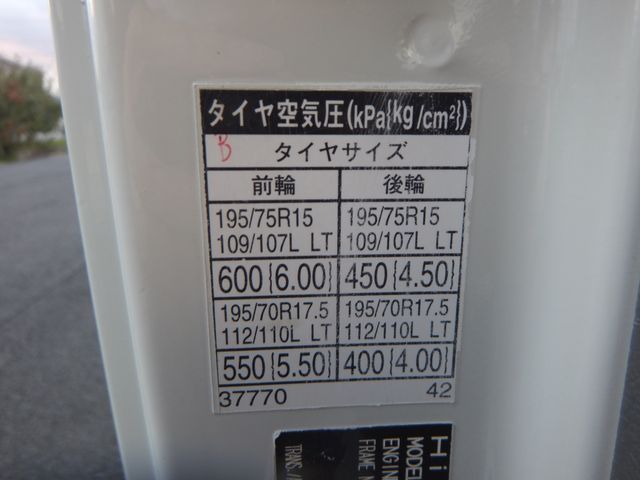 タイヤ空気圧(kPa{kg/cm²})
B タイヤサイズ
前輪 後輪
195/75R15 195/75R15
109/107L LT 109/107L LT
600{6.00} 450{4.50}
195/70R17.5 195/70R17.5
112/110L LT 112/110L LT
550{5.50} 400{4.00}
37770 42
Hi
MODEL
ENGIN
FRAME N
TRANS./